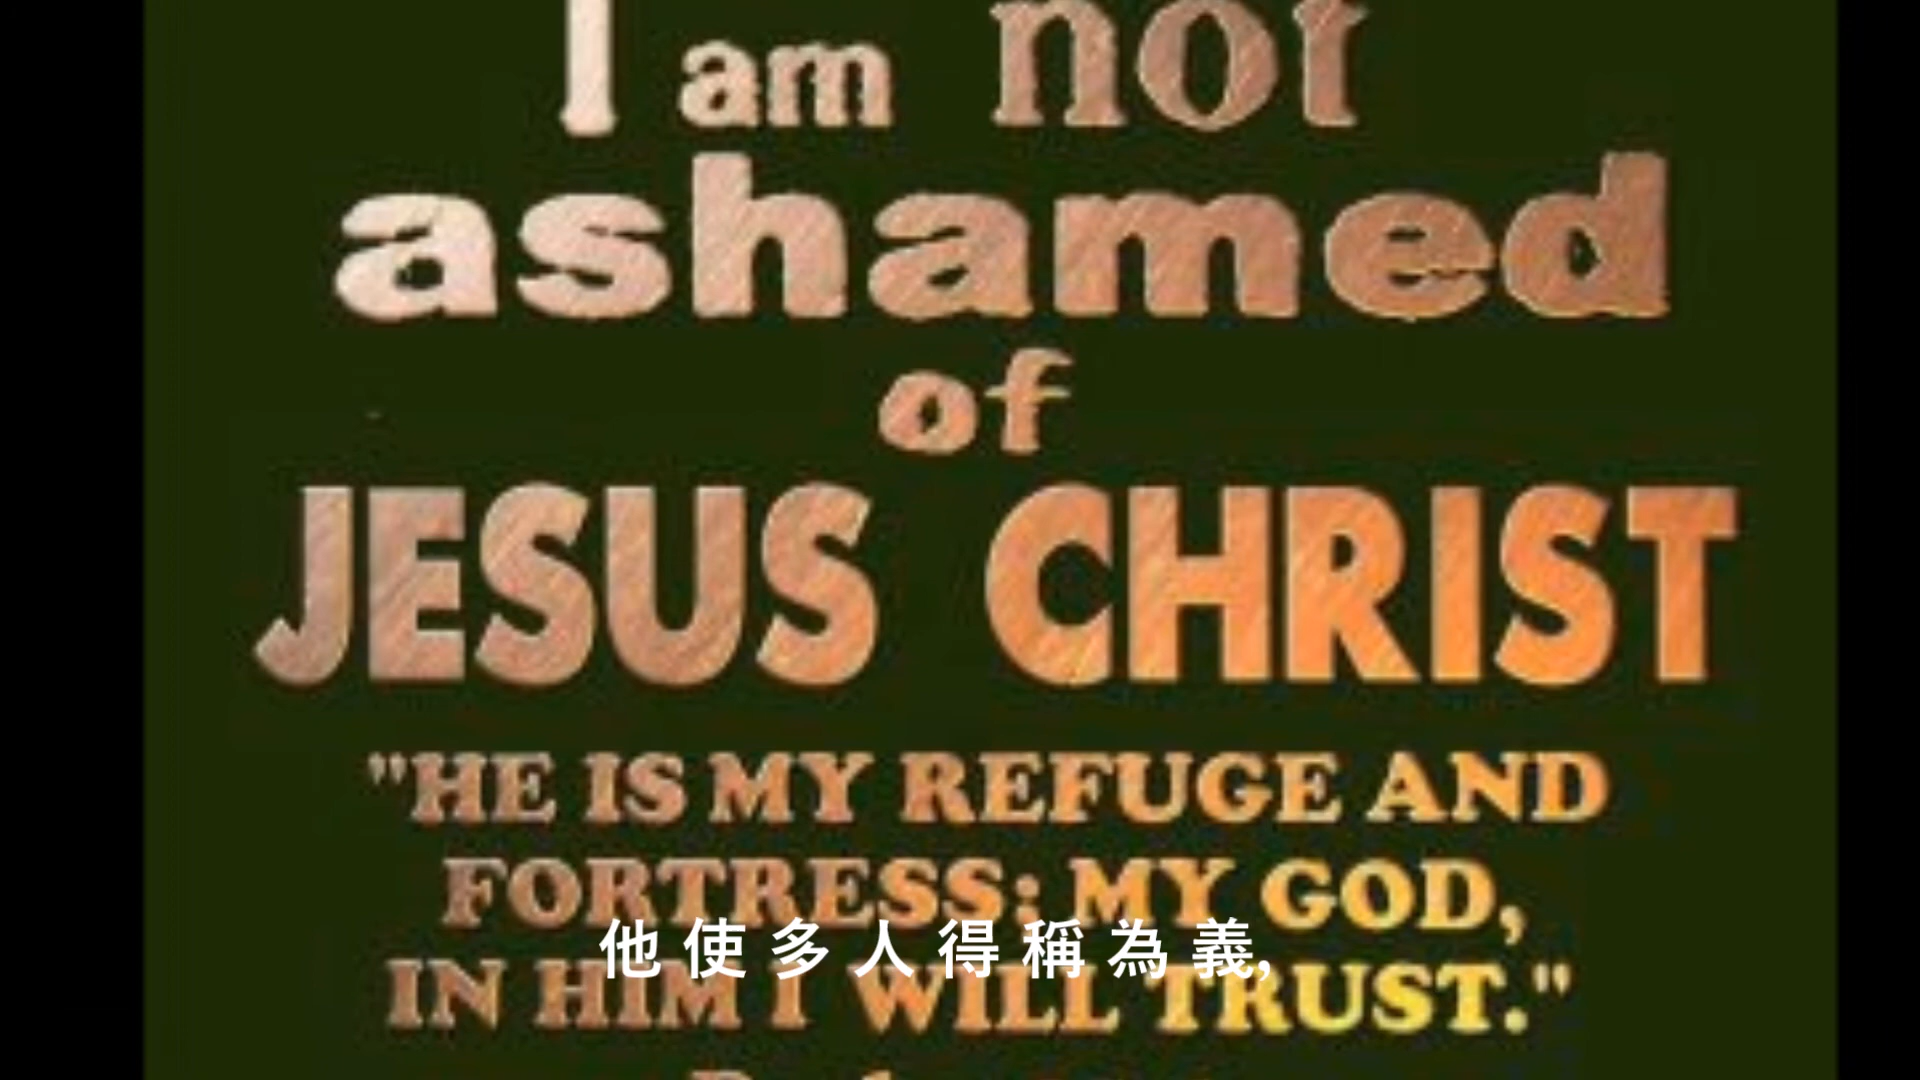 I am not
ashamed
of
JESUS CHRIST
"HE IS MY REFUGE AND
FORTRESS: MY GOD,
他使多人得稱為義,
IN HIM I WILL TRUST."